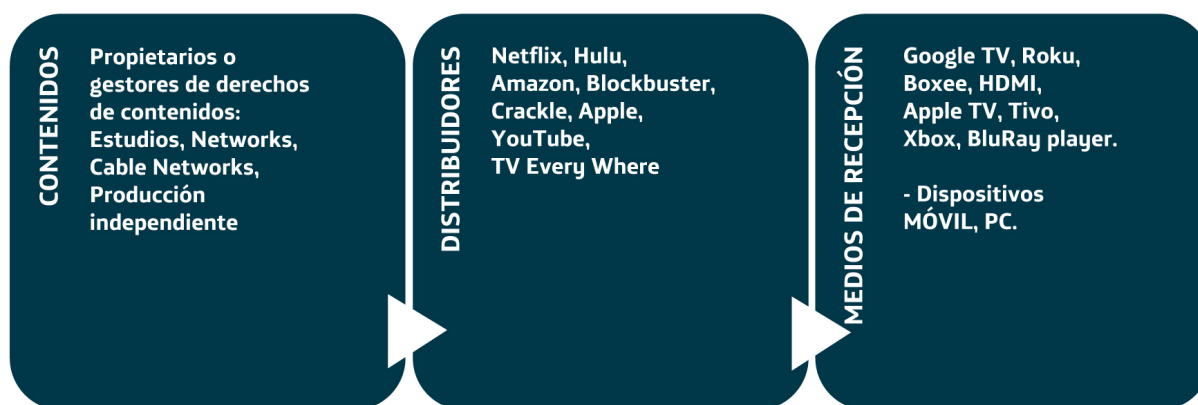 CONTENIDOS
Propietarios o
gestores de derechos
de contenidos:
Estudios, Networks,
Cable Networks,
Producción
independiente
DISTRIBUIDORES
Netflix, Hulu,
Amazon, Blockbuster,
Crackle, Apple,
YouTube,
TV Every Where
MEDIOS DE RECEPCIÓN
Google TV, Roku,
Boxee, HDMI,
Apple TV, Tivo,
Xbox, BluRay player.
- Dispositivos
MÓVIL, PC.